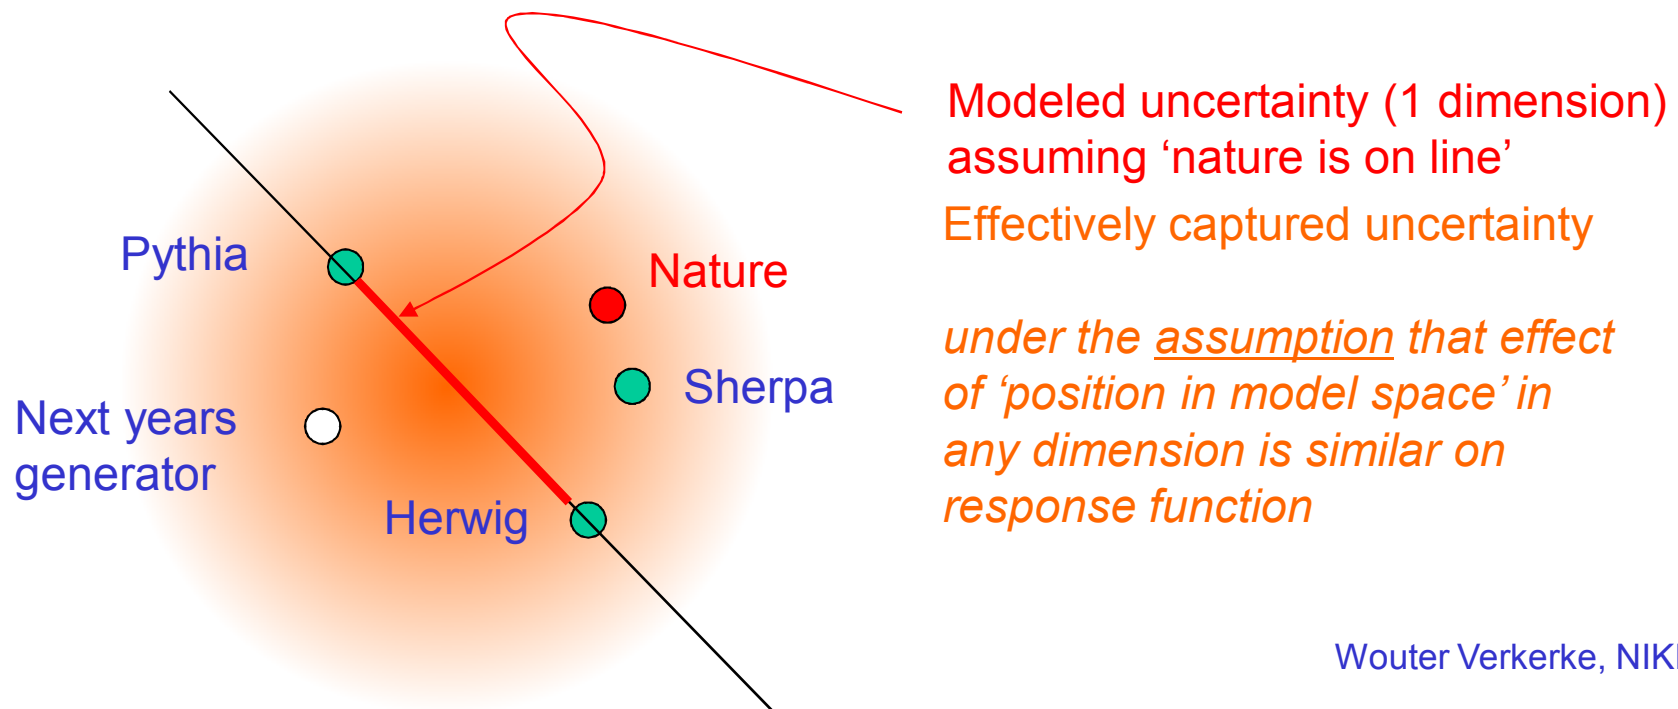 Modeled uncertainty (1 dimension)
assuming ‘nature is on line’
Effectively captured uncertainty
Pythia
Nature
under the assumption that effect
of ‘position in model space’ in
any dimension is similar on
response function
Sherpa
Next years
generator
Herwig
Wouter Verkerke,